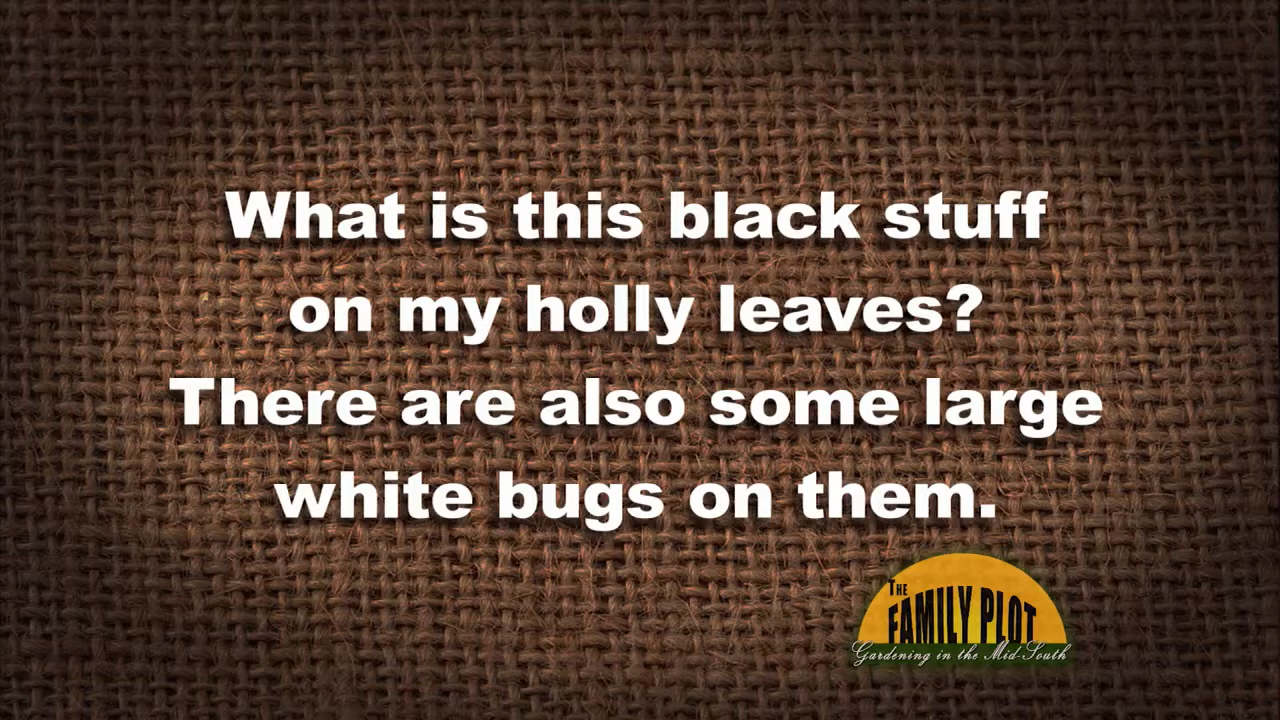 What is this black stuff
on my holly leaves?
There are also some large
white bugs on them.
THE
FAMILY PLOT
Gardening in the Mid-South